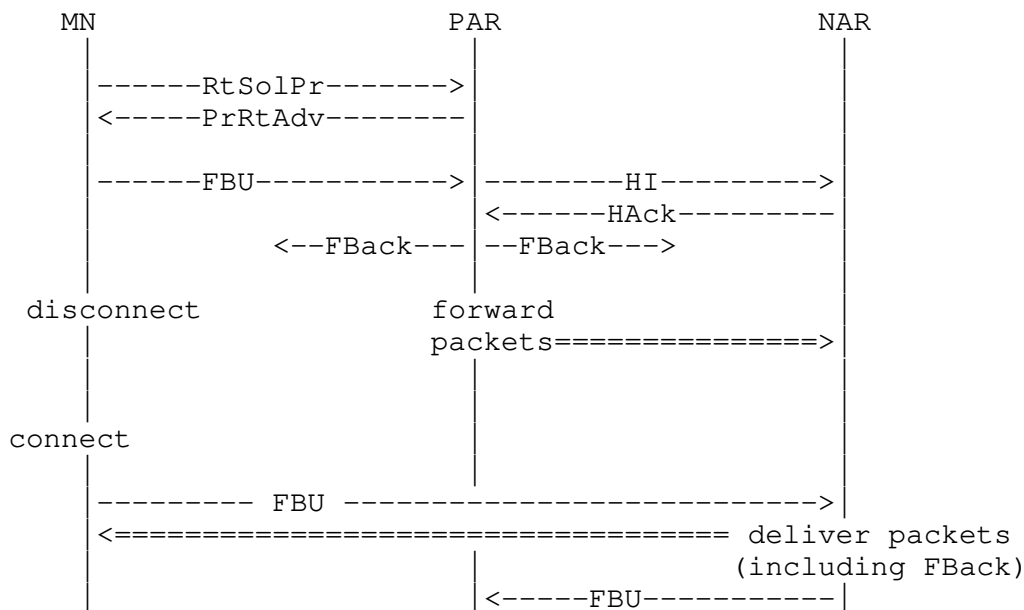 MN PAR NAR
------RtSolPr------->
<-----PrRtAdv--------
------FBU----------->|--------HI--------->
<------HAck---------
<--FBack---|--FBack--->
disconnect forward
packets===============>
connect
--------- FBU --------------------------->
<=================================== deliver packets
(including FBack)
<-----FBU-----------